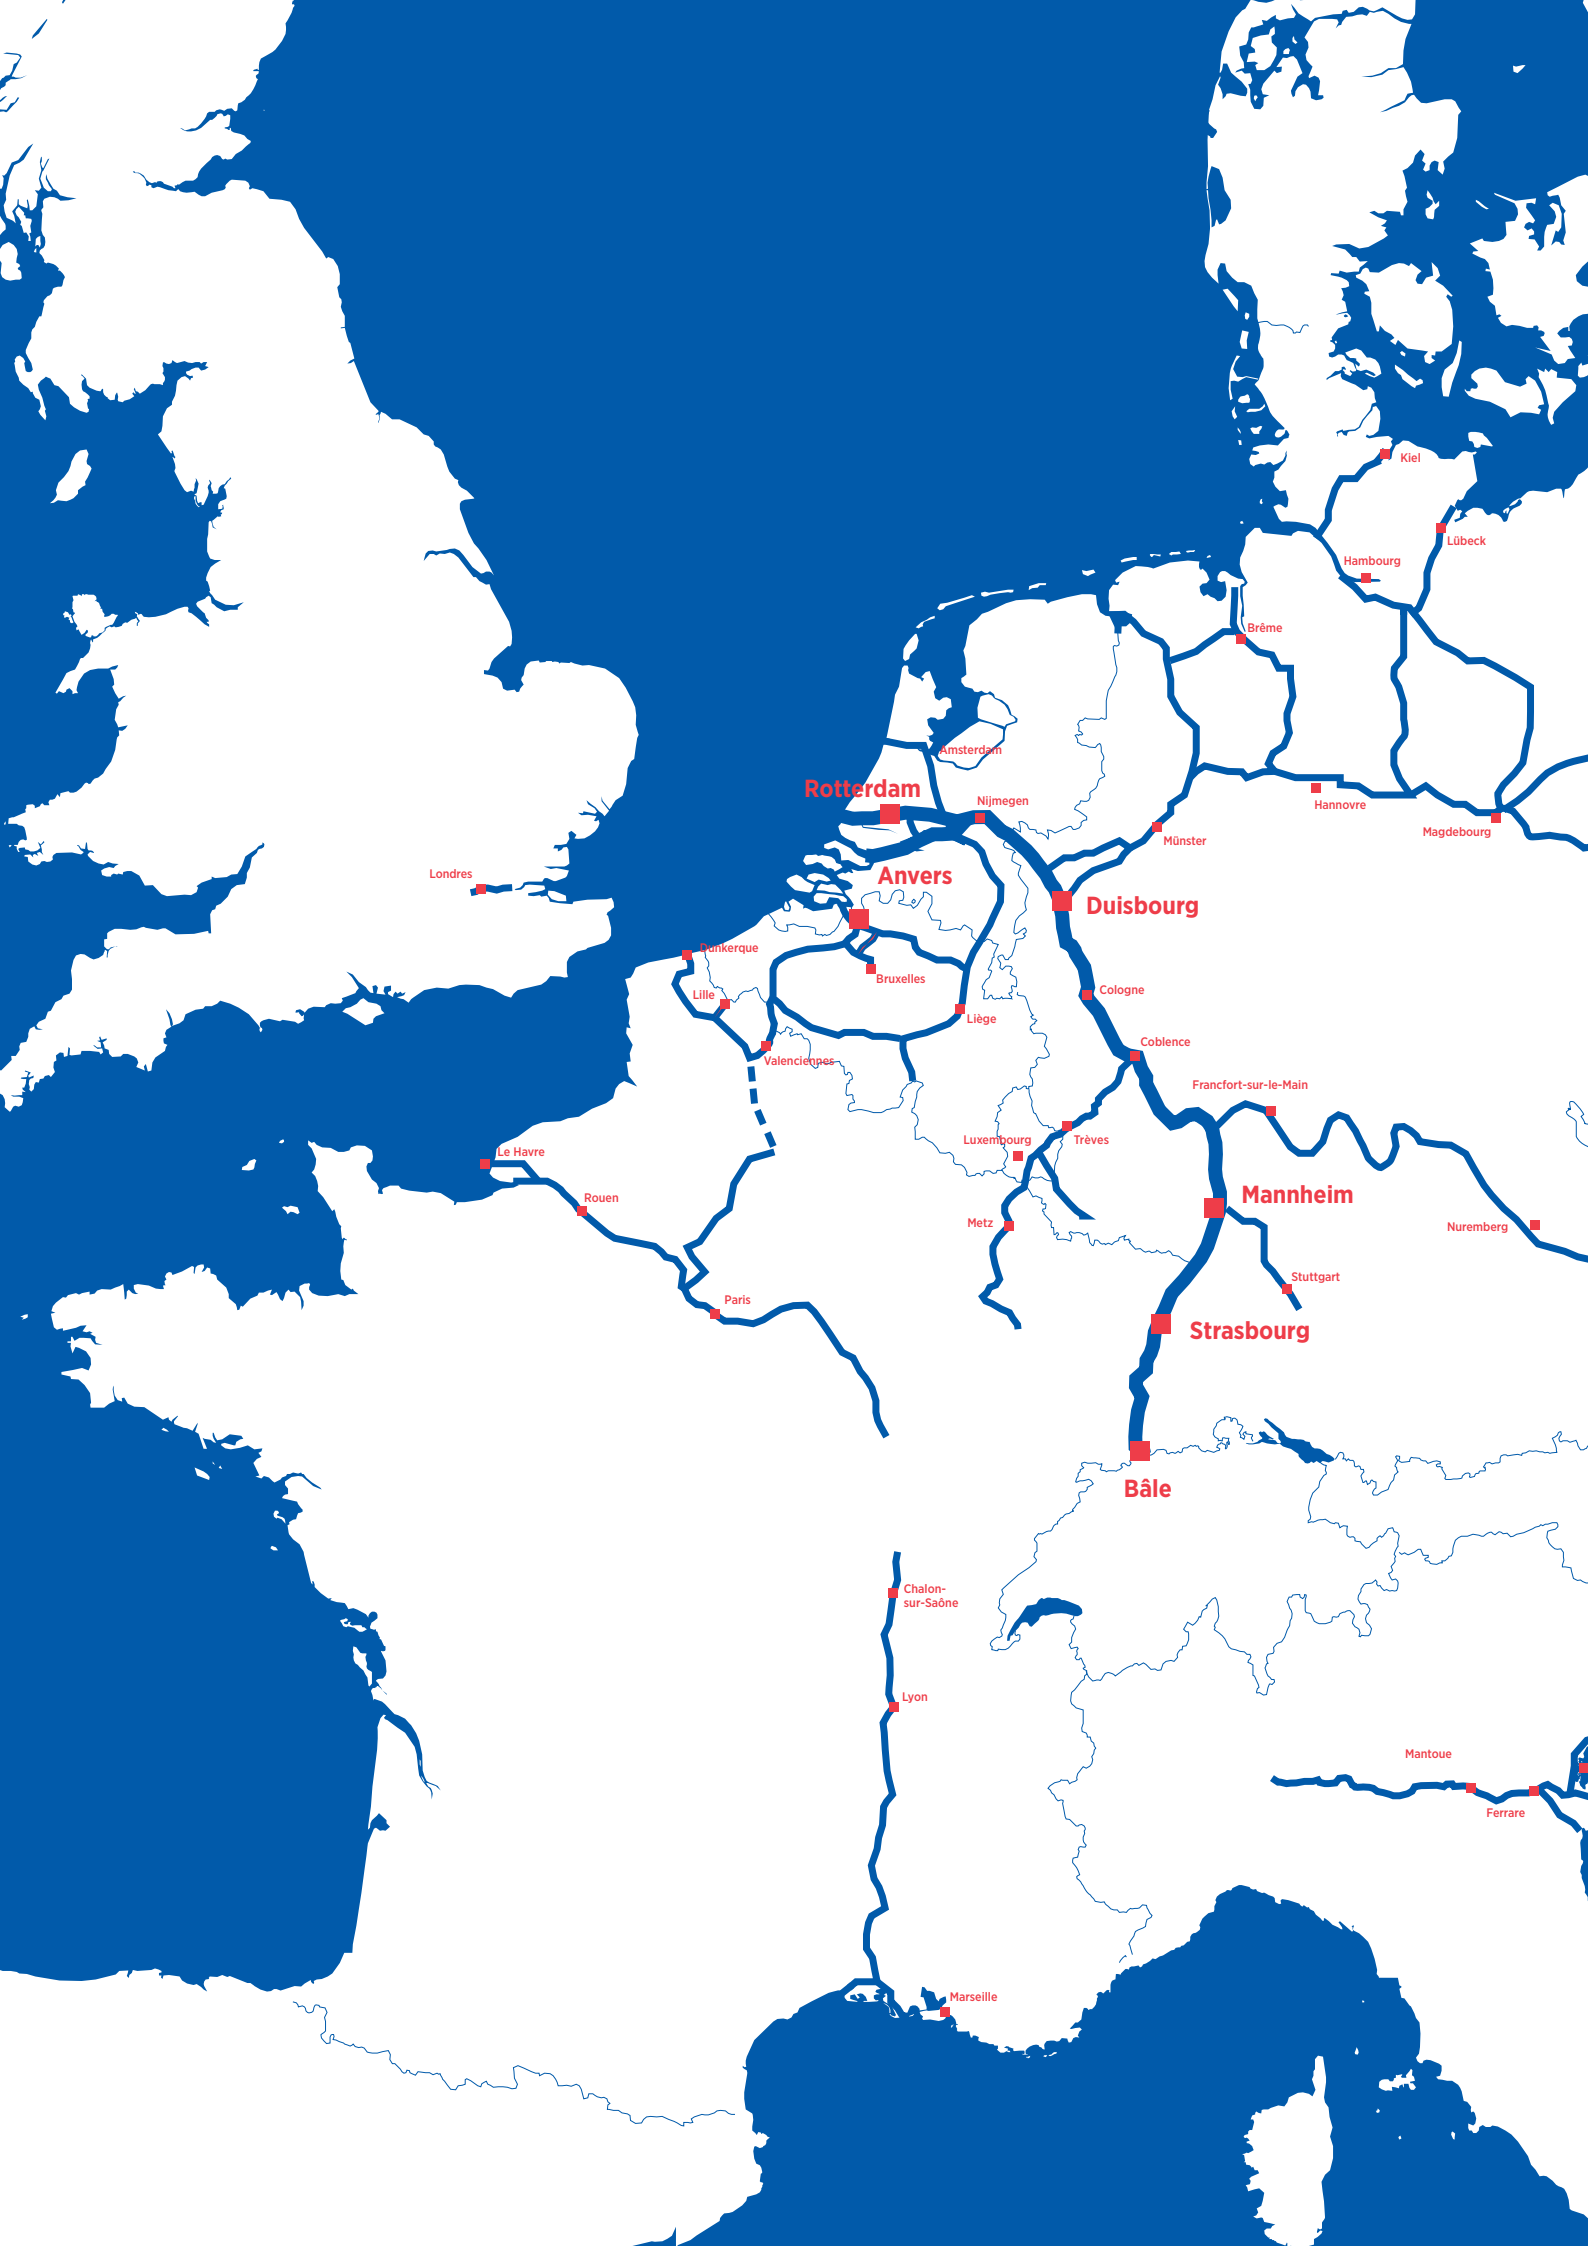 Kiel
Lübeck
Hambourg
Brême
Amsterdam
Rotterdam
Nijmegen
Hannovre
Magdebourg
Münster
Londres
Anvers
Duisbourg
Dunkerque
Bruxelles
Lille
Cologne
Liège
Coblence
Valenciennes
Francfort-sur-le-Main
Luxembourg
Trèves
Le Havre
Rouen
Mannheim
Metz
Nuremberg
Stuttgart
Paris
Strasbourg
Bâle
Chalon-
sur-Saône
Lyon
Mantoue
Ferrare
Marseille